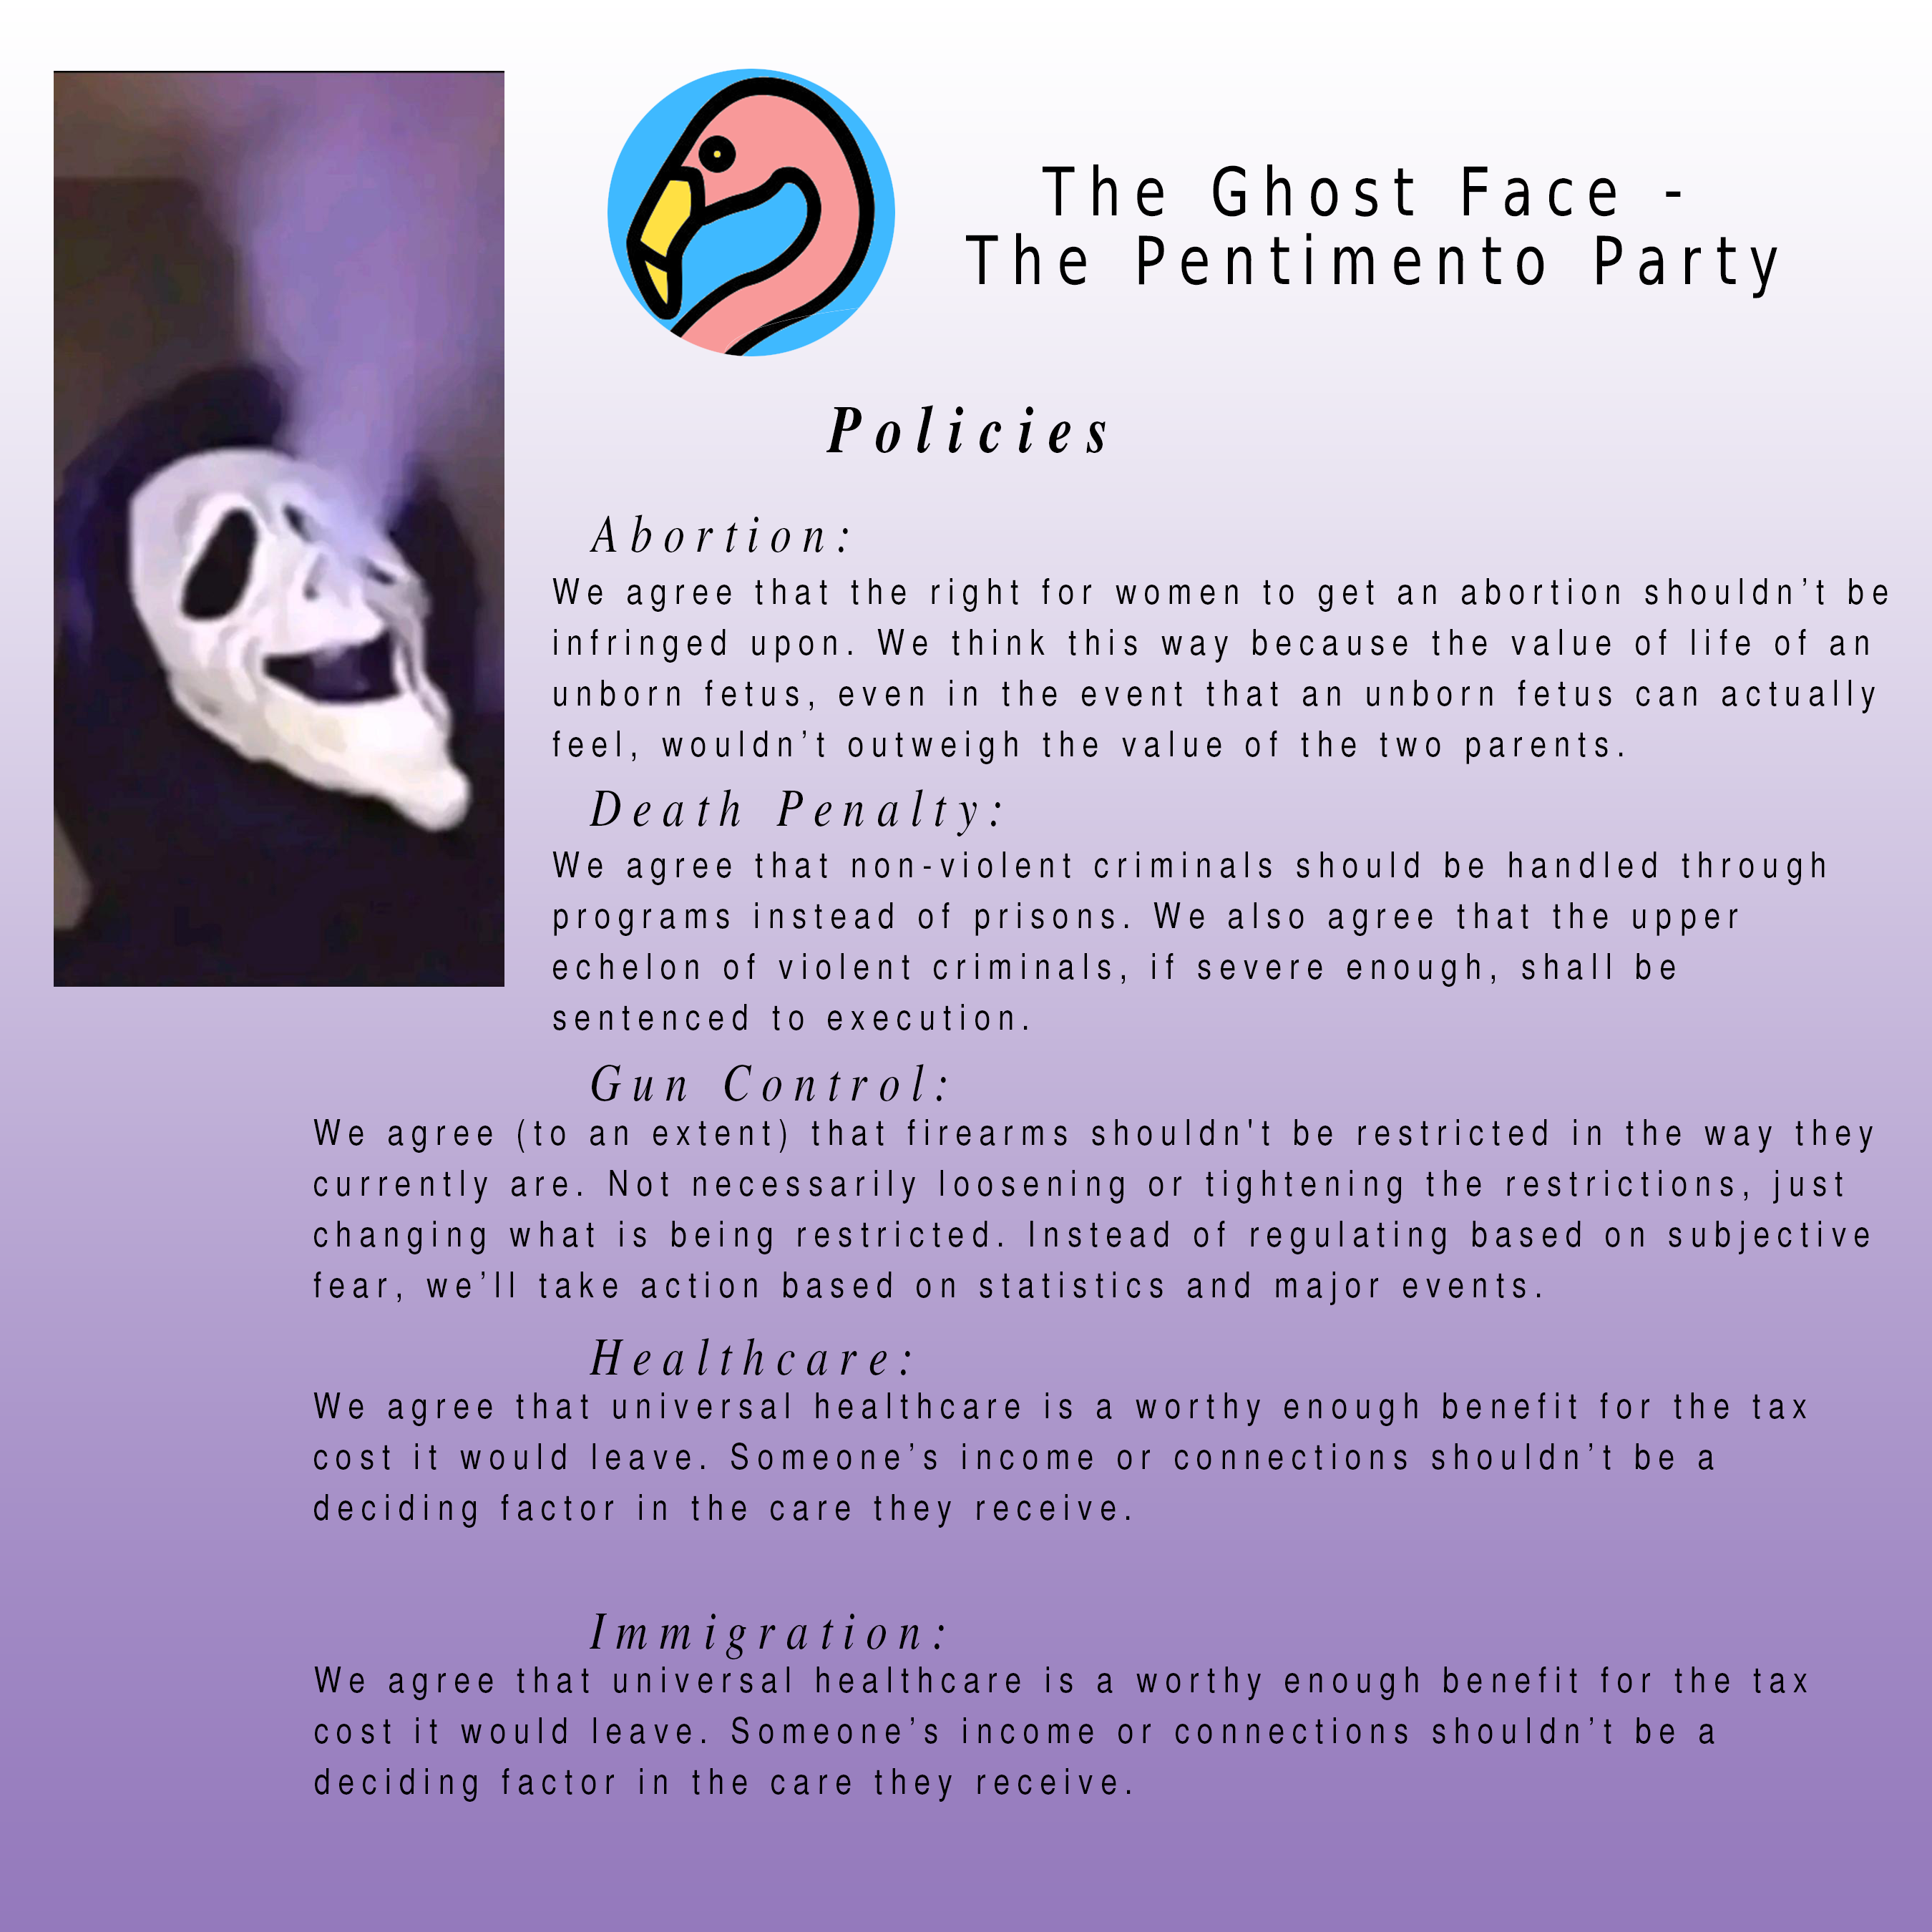 The Ghost Face -
The Pentimento Party
Policies
Abortion:
We agree that the right for women to get an abortion shouldn’t be
infringed upon. We think this way because the value of life of an
unborn fetus, even in the event that an unborn fetus can actually
feel, wouldn’t outweigh the value of the two parents.
Death Penalty:
We agree that non-violent criminals should be handled through
programs instead of prisons. We also agree that the upper
echelon of violent criminals, if severe enough, shall be
sentenced to execution.
Gun Control:
We agree (to an extent) that firearms shouldn't be restricted in the way they
currently are. Not necessarily loosening or tightening the restrictions, just
changing what is being restricted. Instead of regulating based on subjective
fear, we’ll take action based on statistics and major events.
Healthcare:
We agree that universal healthcare is a worthy enough benefit for the tax
cost it would leave. Someone’s income or connections shouldn’t be a
deciding factor in the care they receive.
Immigration:
We agree that universal healthcare is a worthy enough benefit for the tax
cost it would leave. Someone’s income or connections shouldn’t be a
deciding factor in the care they receive.